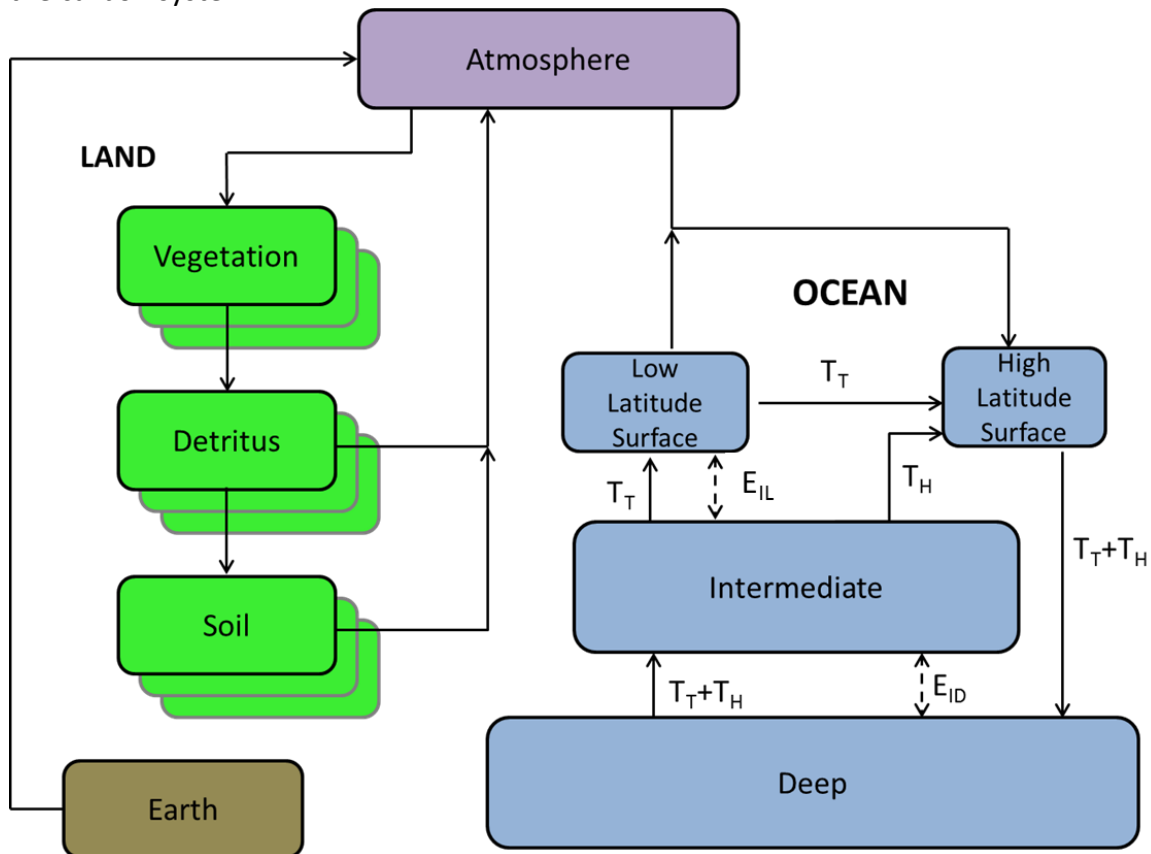 Atmosphere
LAND
Vegetation
OCEAN
Low
Latitude
Surface
T_T
High
Latitude
Surface
Detritus
T_T
E_IL
T_H
T_T+T_H
Intermediate
Soil
T_T+T_H
E_ID
Deep
Earth